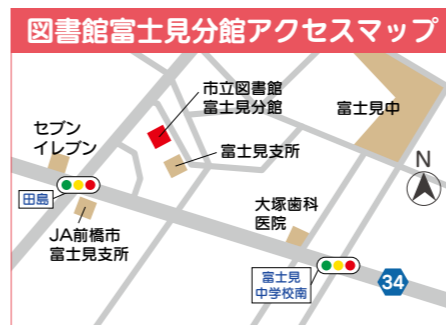 図書館富士見分館アクセスマップ
市立図書館
富士見分館
富士見中
セブン
イレブン
富士見支所
N
田島
大塚歯科
医院
JA前橋市
富士見支所
富士見
中学校南
34